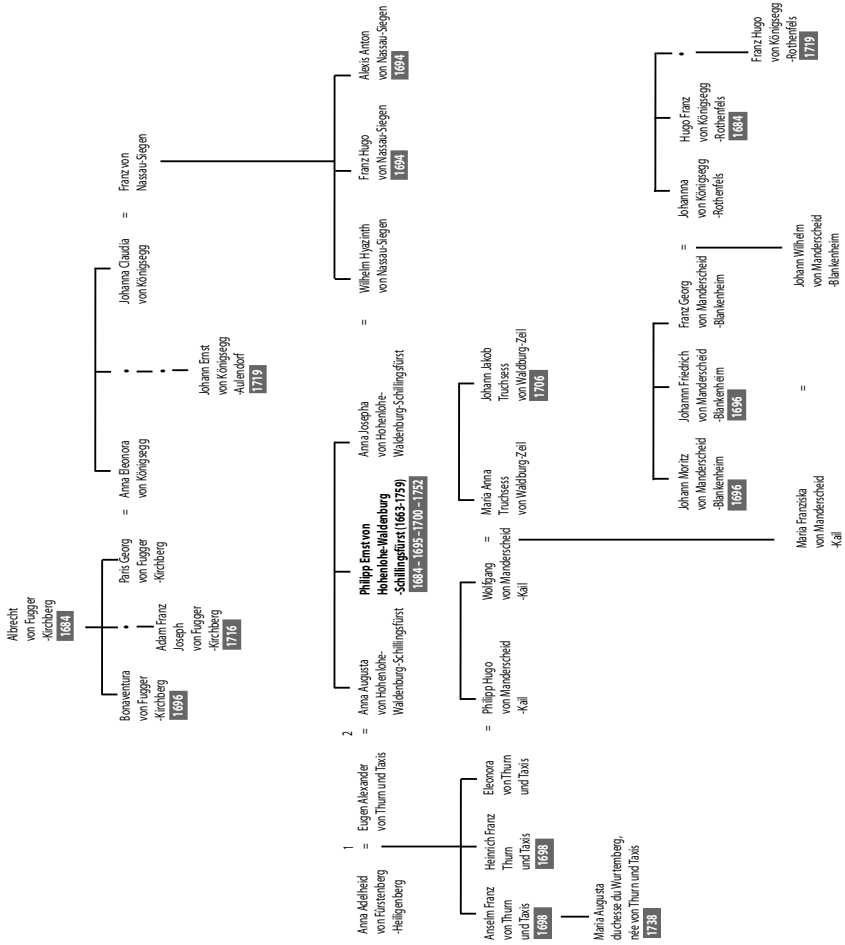 Albrecht
von Fugger
-Kirchberg
1684
Bonaventura
von Fugger
-Kirchberg
1696
Adam Franz
Joseph
von Fugger
-Kirchberg
1716
Paris Georg
von Fugger
-Kirchberg
=
Anna Eleonora
von Königsegg
Johann Ernst
von Königsegg
-Aulendorf
1719
Johanna Claudia
von Königsegg
=
Franz von
Nassau-Siegen
Anna Adelheid
von Fürstenberg
-Heiligenberg
1
=
Eugen Alexander
von Thurn und Taxis
2
=
Anna Augusta
von Hohenlohe-
Waldenburg-Schillingsfürst
Philipp Ernst von
Hohenlohe-Waldenburg
-Schillingsfürst (1663-1759)
1684 – 1695 –1700 – 1752
Anna Josepha
von Hohenlohe-
Waldenburg-Schillingsfürst
=
Wilhelm Hyazinth
von Nassau-Siegen
Franz Hugo
von Nassau-Siegen
1694
Alexis Anton
von Nassau-Siegen
1694
Anselm Franz
von Thurn
und Taxis
1698
Heinrich Franz
Thurn
und Taxis
1698
Eleonora
von Thurn
und Taxis
=
Philipp Hugo
von Manderscheid
-Kail
Wolfgang
von Manderscheid
-Kail
=
Maria Anna
Truchsess
von Waldburg-Zeil
Johann Jakob
Truchsess
von Waldburg-Zeil
1706
Maria Augusta
duchesse du Wurtemberg,
née von Thurn und Taxis
1738
Johann Moritz
von Manderscheid
-Blankenheim
1696
Johann Friedrich
von Manderscheid
-Blankenheim
1696
Franz Georg
von Manderscheid
-Blankenheim
=
Johannna
von Königsegg
-Rothenfels
Hugo Franz
von Königsegg
-Rothenfels
1684
Franz Hugo
von Königsegg
-Rothenfels
1719
Maria Franziska
von Manderscheid
-Kail
=
Johann Wilhelm
von Manderscheid
-Blankenheim